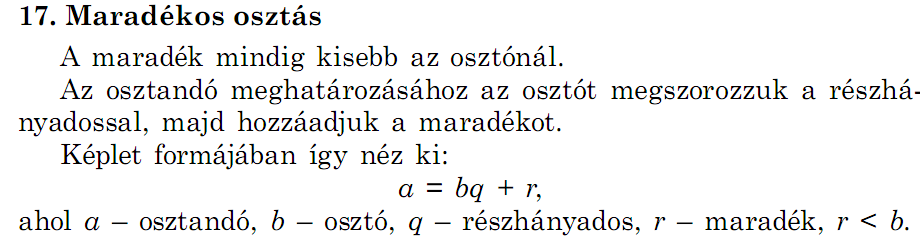 17. Maradékos osztás
A maradék mindig kisebb az osztónál.
Az osztandó meghatározásához az osztót megszorozzuk a részhá-
nyadossal, majd hozzáadjuk a maradékot.
Képlet formájában így néz ki:
a = bq + r,
ahol a – osztandó, b – osztó, q – részhányados, r – maradék, r < b.